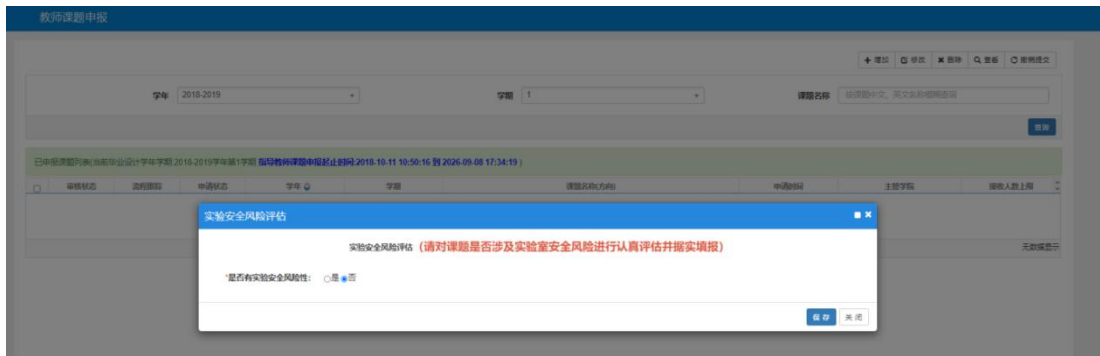 教师课题申报
+ 增加 修改 ✖ 删除 查看 撤销提交
学年 2018-2019 学期 1 课题名称 按课题中文、英文名称模糊查询
查询
已申报课题列表(当前毕业设计学年学期:2018-2019学年第1学期 指导教师课题申报起止时间:2018-10-11 10:50:16 到 2026-09-08 17:34:19 )
审核状态 流程跟踪 申请状态 学年 学期 课题名称(方向) 申请时间 主管学院 接收人数上限
实验安全风险评估
实验安全风险评估 (请对课题是否涉及实验室安全风险进行认真评估并据实填报)
无数据显示
*是否有实验安全风险性: 是 否
保存 关闭